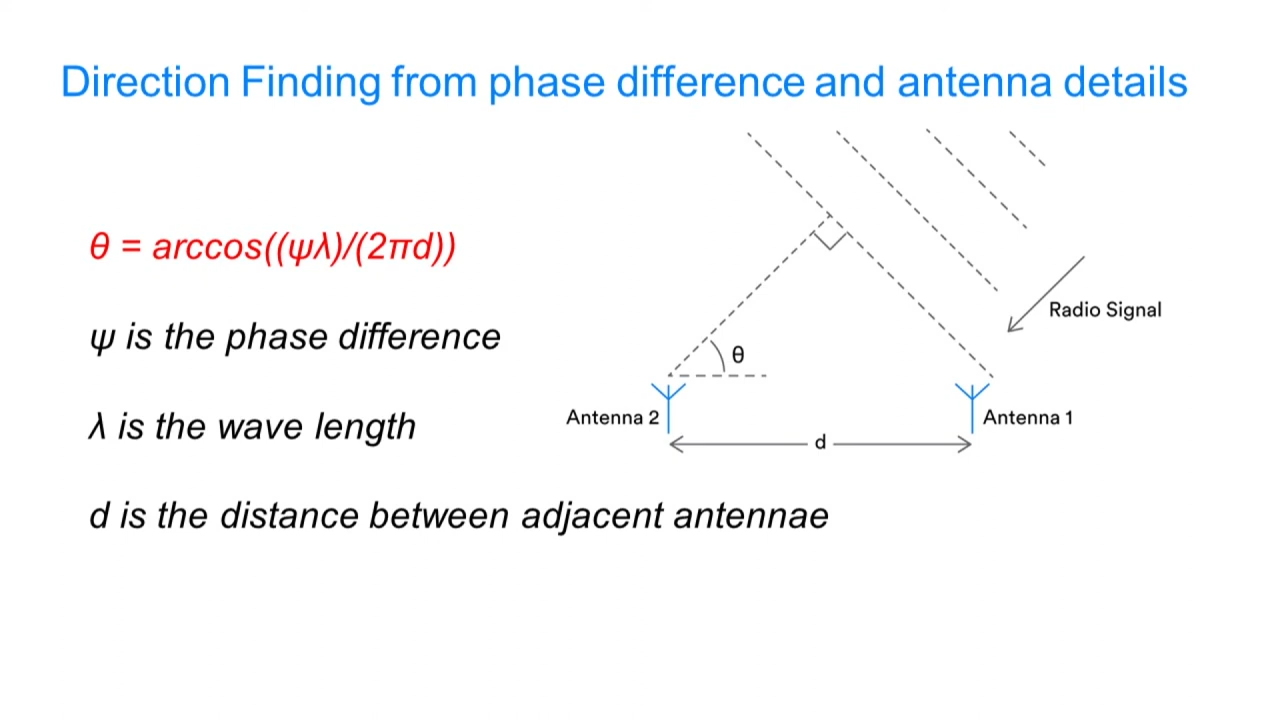 Direction Finding from phase difference and antenna details
θ = arccos((ψλ)/(2πd))
ψ is the phase difference
λ is the wave length
d is the distance between adjacent antennae
Radio Signal
θ
Antenna 2
Antenna 1
d